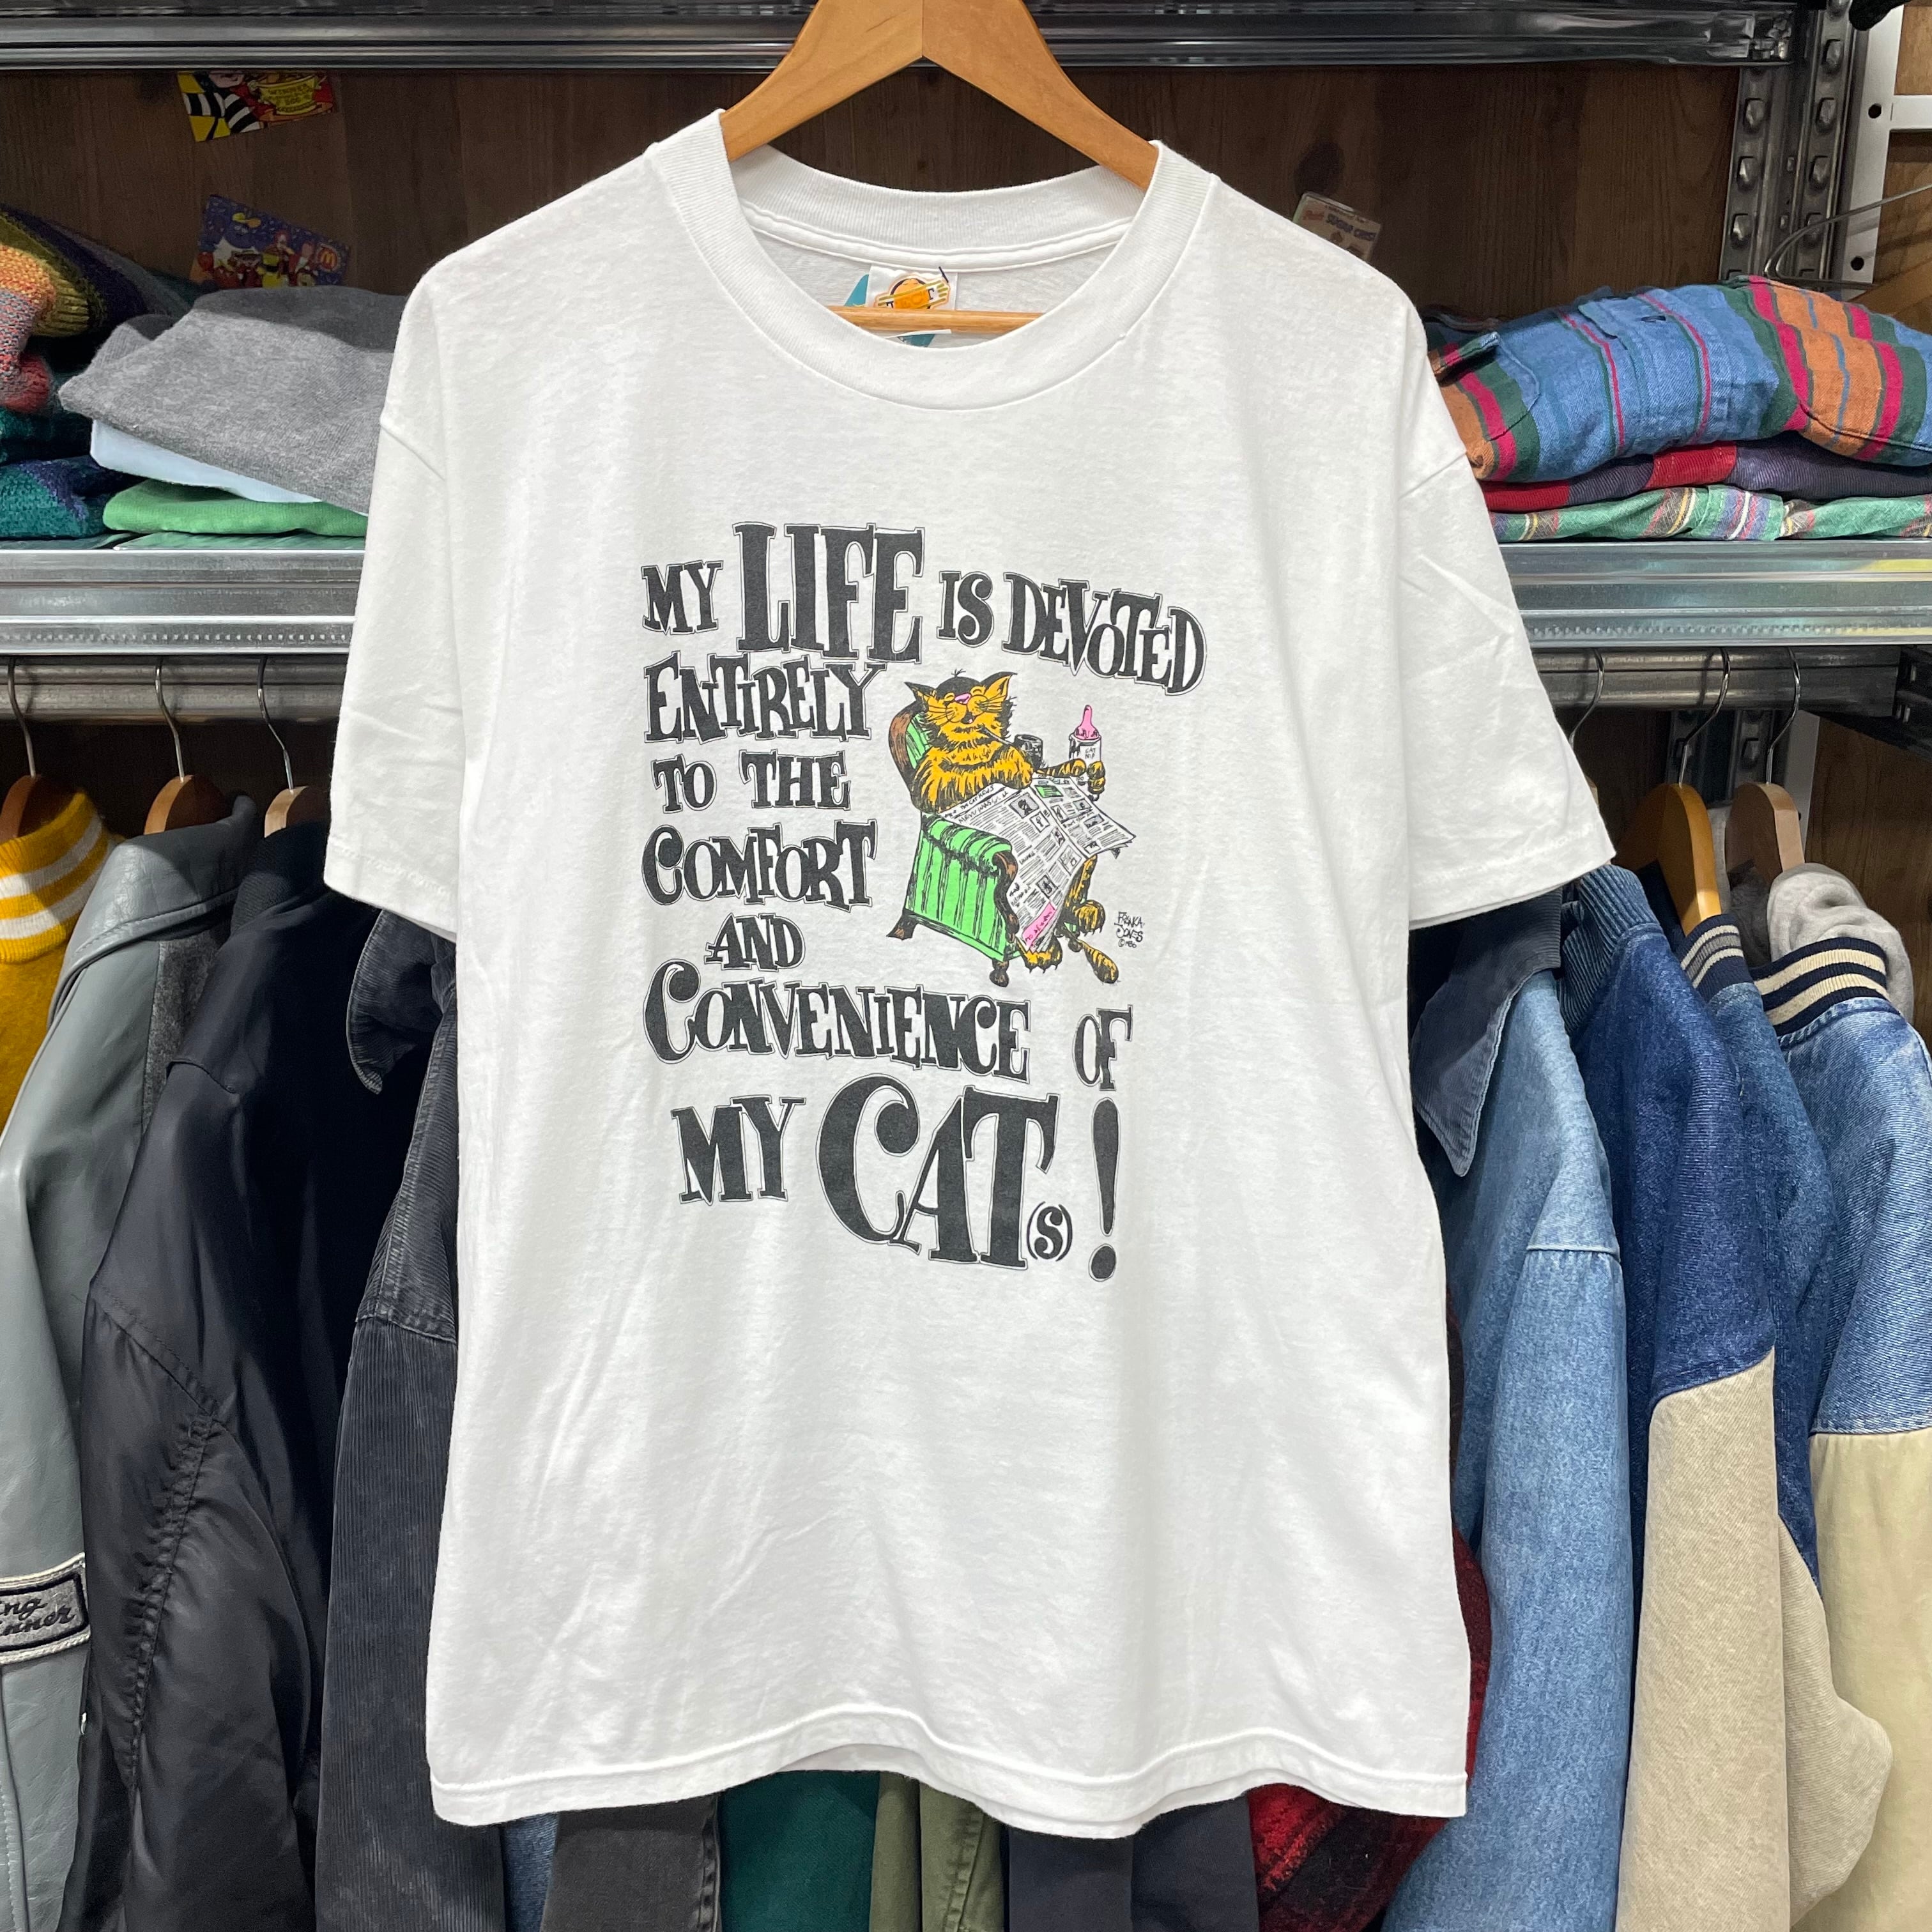 MY LIFE IS DEVOTED
ENTIRELY
TO THE
COMFORT
AND
CONVENIENCE OF
MY CAT(S)!